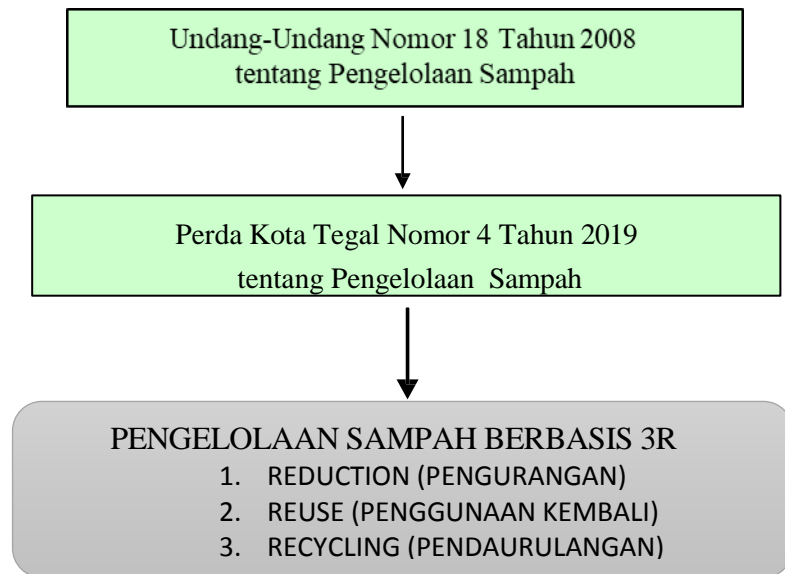 Undang-Undang Nomor 18 Tahun 2008
tentang Pengelolaan Sampah
Perda Kota Tegal Nomor 4 Tahun 2019
tentang Pengelolaan Sampah
PENGELOLAAN SAMPAH BERBASIS 3R
1. REDUCTION (PENGURANGAN)
2. REUSE (PENGGUNAAN KEMBALI)
3. RECYCLING (PENDAURULANGAN)